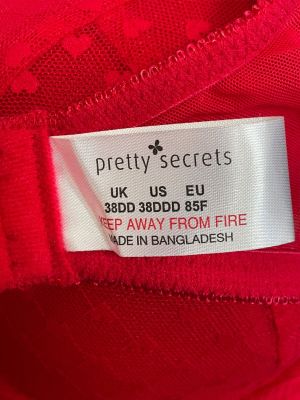 pretty secrets
UK US EU
38DD 38DDD 85F
KEEP AWAY FROM FIRE
MADE IN BANGLADESH